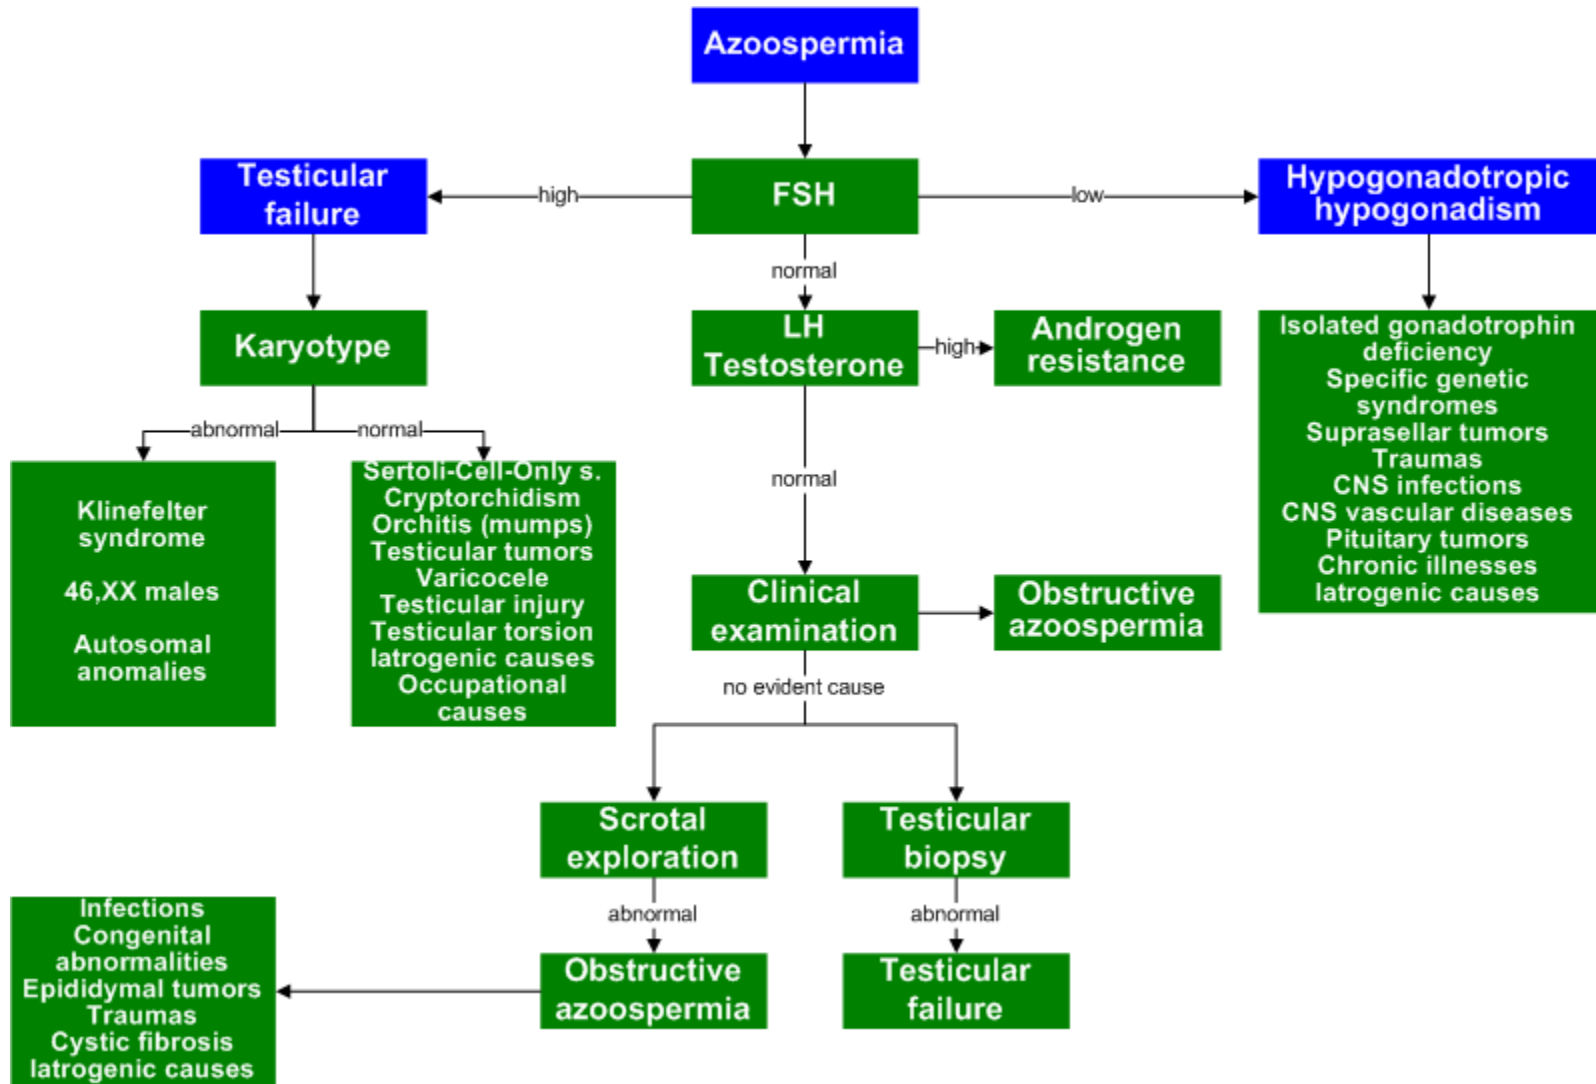 Azoospermia
Testicular
failure
high
FSH
low
Hypogonadotropic
hypogonadism
normal
Karyotype
LH
Testosterone
high
Androgen
resistance
Isolated gonadotrophin
deficiency
Specific genetic
syndromes
Suprasellar tumors
Traumas
CNS infections
CNS vascular diseases
Pituitary tumors
Chronic illnesses
Iatrogenic causes
abnormal
normal
Klinefelter
syndrome
46,XX males
Autosomal
anomalies
Sertoli-Cell-Only s.
Cryptorchidism
Orchitis (mumps)
Testicular tumors
Varicocele
Testicular injury
Testicular torsion
Iatrogenic causes
Occupational
causes
normal
Clinical
examination
Obstructive
azoospermia
no evident cause
Scrotal
exploration
Testicular
biopsy
abnormal
abnormal
Obstructive
azoospermia
Testicular
failure
Infections
Congenital
abnormalities
Epididymal tumors
Traumas
Cystic fibrosis
Iatrogenic causes